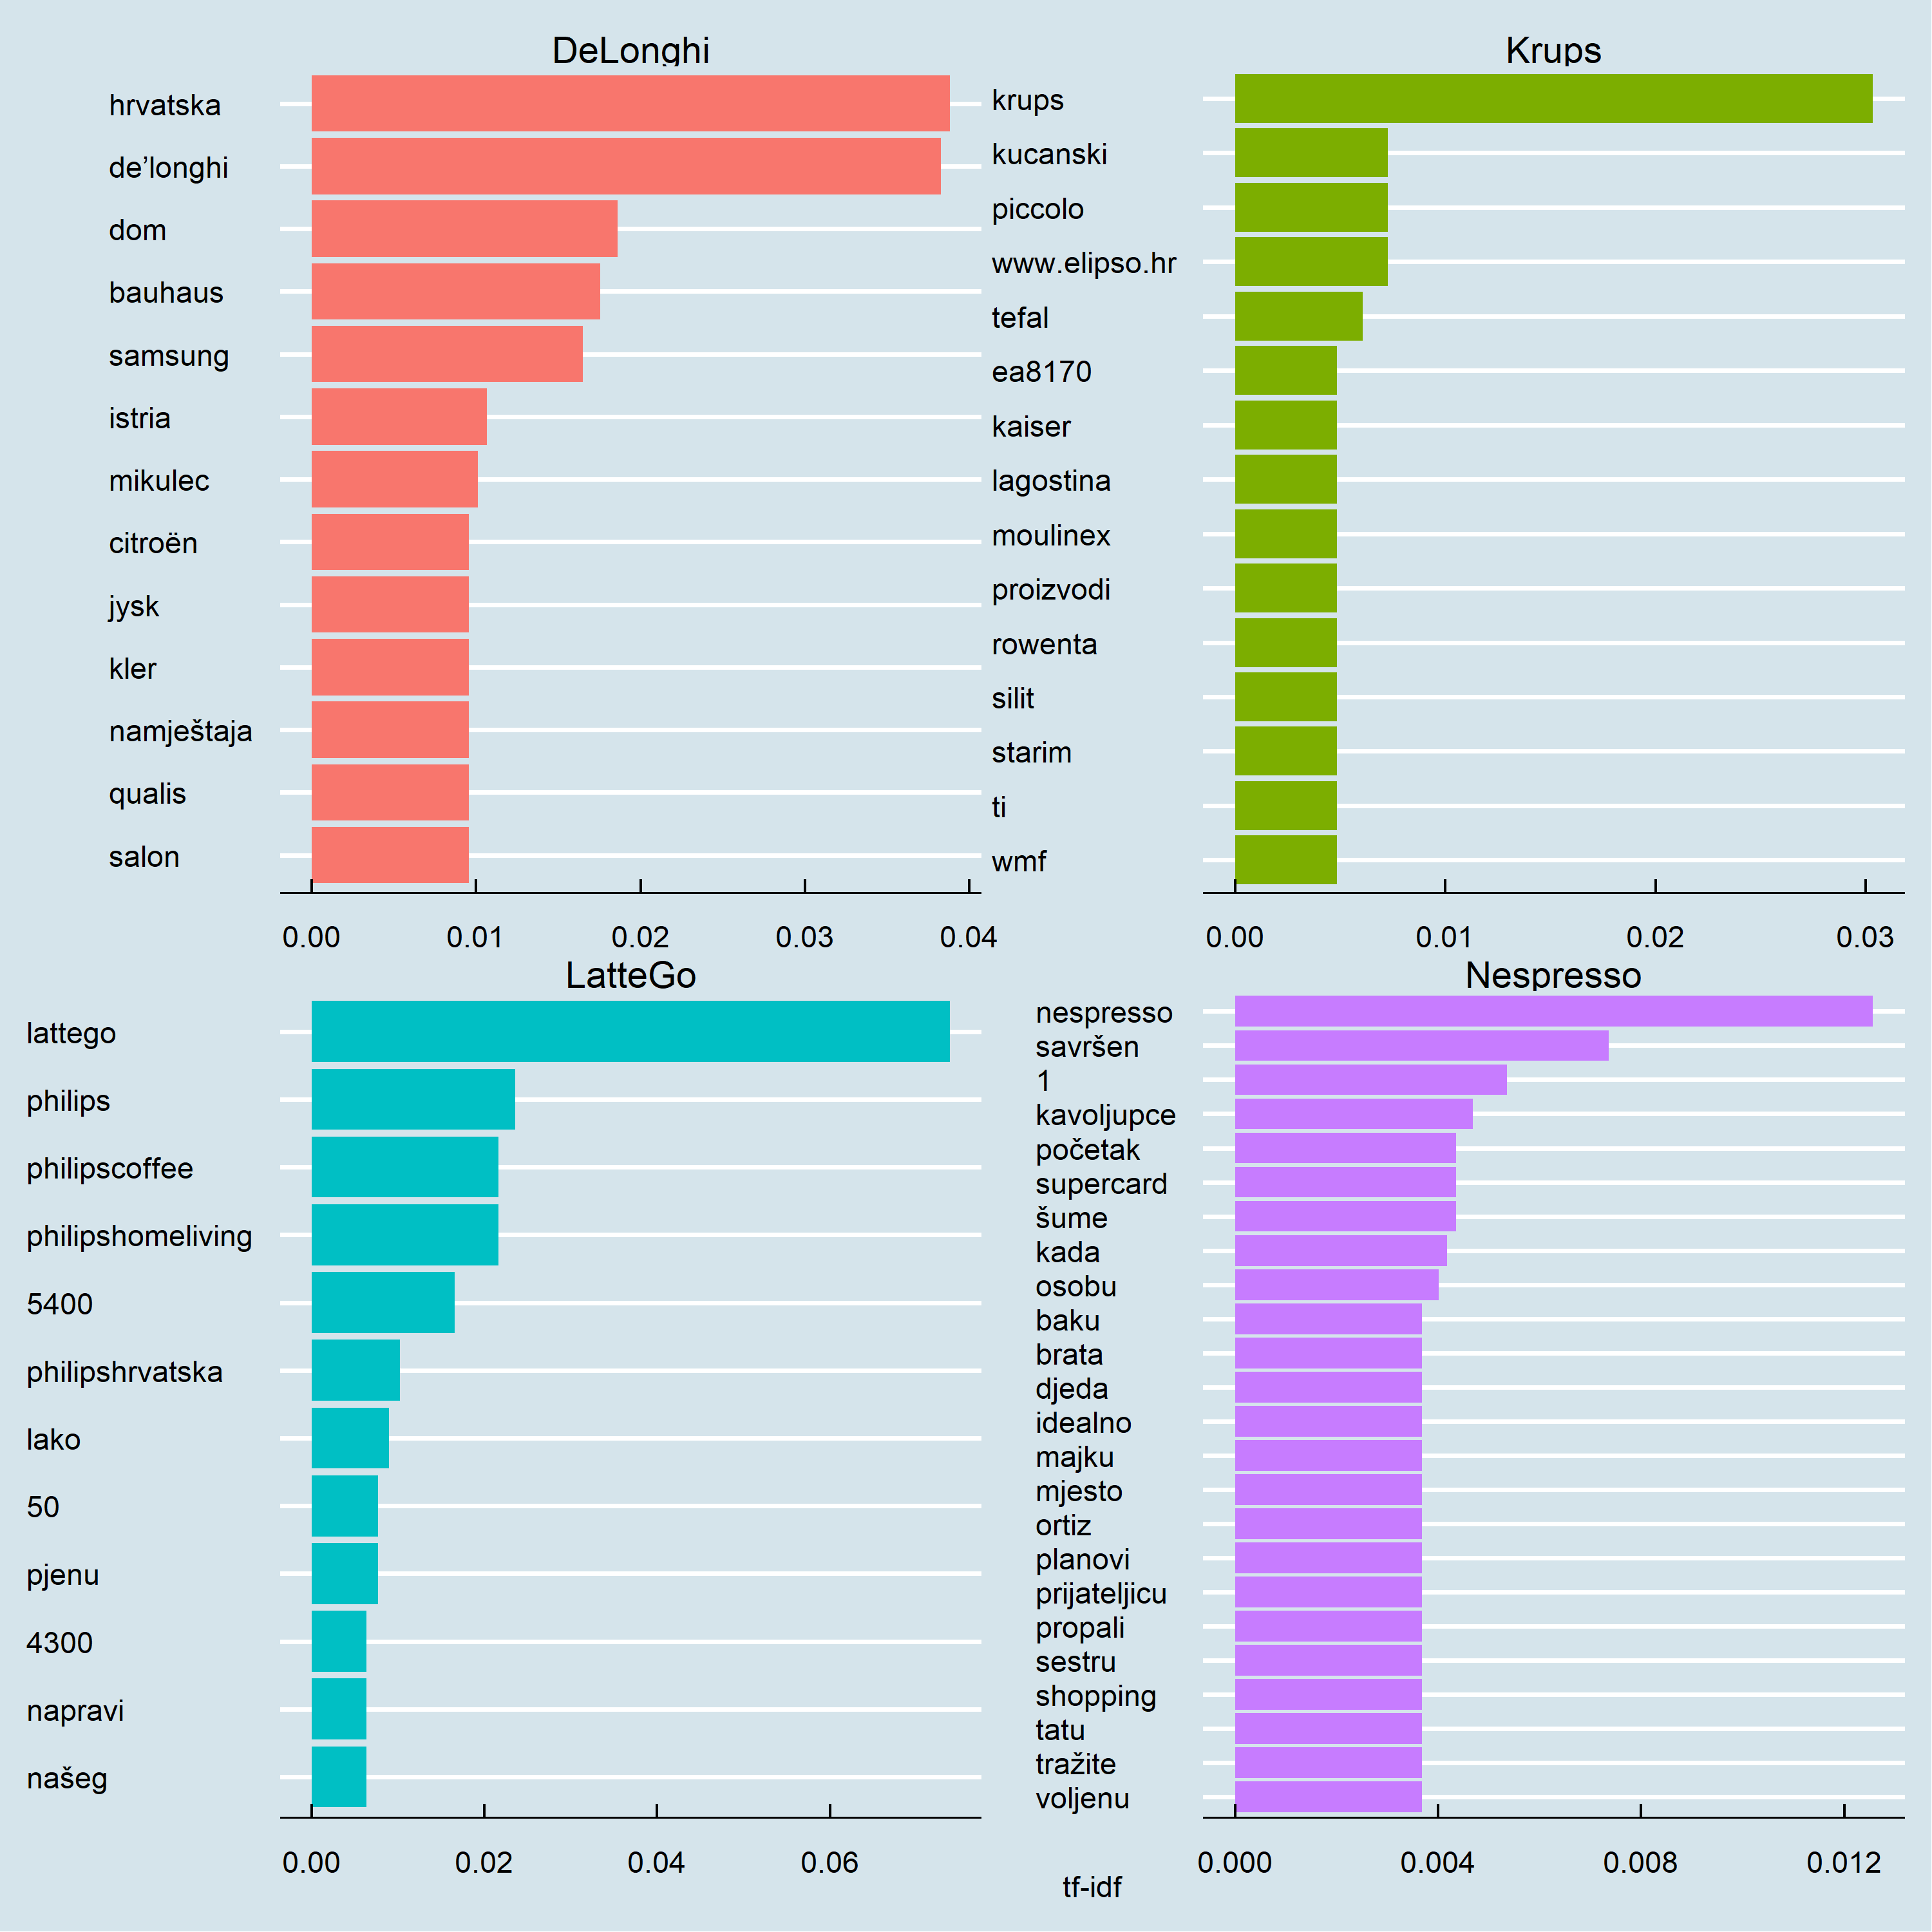 DeLonghi
hrvatska
de’longhi
dom
bauhaus
samsung
istria
mikulec
citroën
jysk
kler
namještaja
qualis
salon
0.00 0.01 0.02 0.03 0.04
Krups
krups
kucanski
piccolo
www.elipso.hr
tefal
ea8170
kaiser
lagostina
moulinex
proizvodi
rowenta
silit
starim
ti
wmf
0.00 0.01 0.02 0.03
LatteGo
lattego
philips
philipscoffee
philipshomeliving
5400
philipshrvatska
lako
50
pjenu
4300
napravi
našeg
0.00 0.02 0.04 0.06
Nespresso
nespresso
savršen
1
kavoljupce
početak
supercard
šume
kada
osobu
baku
brata
djeda
idealno
majku
mjesto
ortiz
planovi
prijateljicu
propali
sestru
shopping
tatu
tražite
voljenu
0.000 0.004 0.008 0.012
tf-idf